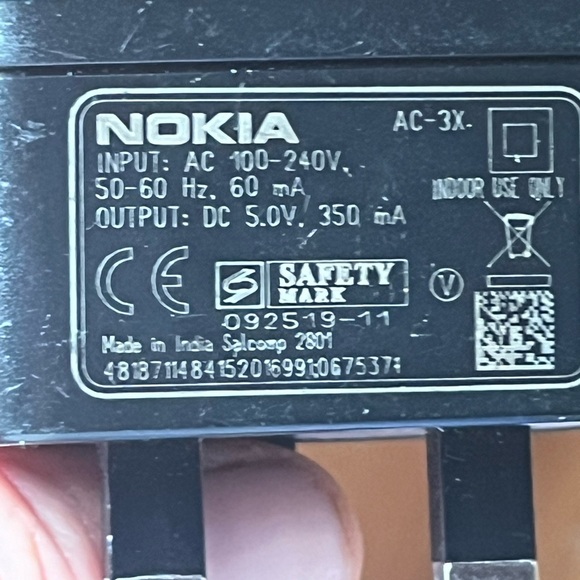 NOKIA AC-3X
INPUT: AC 100-240V,
50-60 Hz, 60 mA
INDOOR USE ONLY
OUTPUT: DC 5.0V, 350 mA
CE SAFETY MARK V
092519-11
Made in India Salcomp 2801